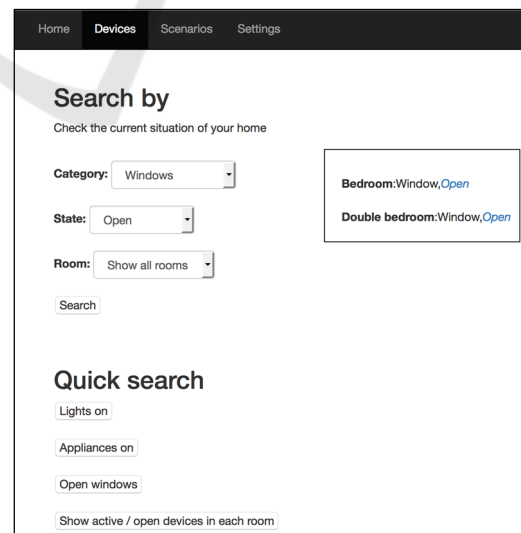 Home Devices Scenarios Settings
Search by
Check the current situation of your home
Category: Windows
State: Open
Room: Show all rooms
Search
Bedroom:Window,Open
Double bedroom:Window,Open
Quick search
Lights on
Appliances on
Open windows
Show active / open devices in each room